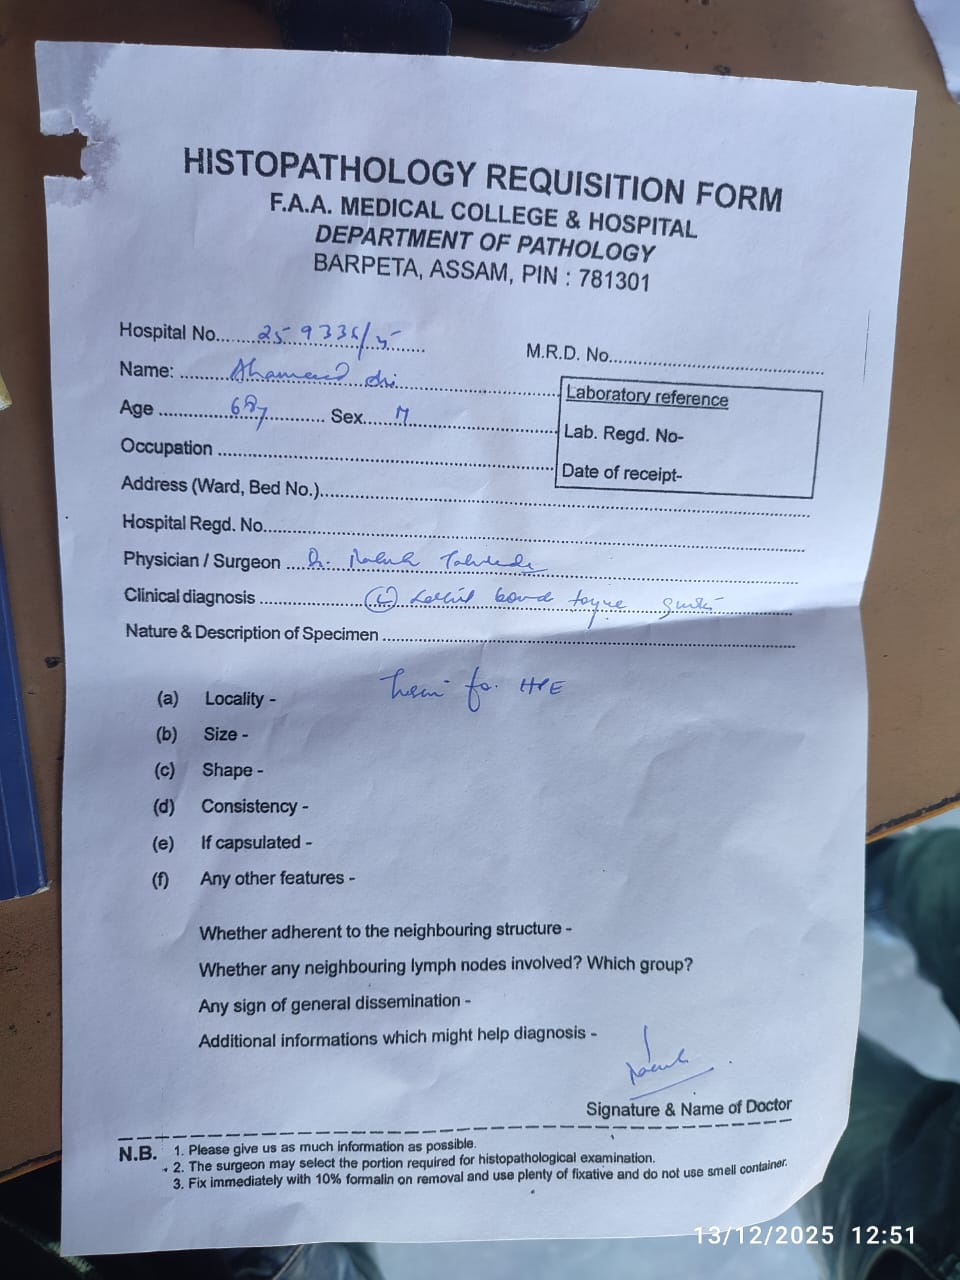 HISTOPATHOLOGY REQUISITION FORM
F.A.A. MEDICAL COLLEGE & HOSPITAL
DEPARTMENT OF PATHOLOGY
BARPETA, ASSAM, PIN : 781301
Hospital No.
M.R.D. No.
Name:
Laboratory reference
Age Sex M
Lab. Regd. No-
Occupation
Date of receipt-
Address (Ward, Bed No.)
Hospital Regd. No.
Physician / Surgeon Dr.
Clinical diagnosis
Nature & Description of Specimen
for HPE
(a) Locality -
(b) Size -
(c) Shape -
(d) Consistency -
(e) If capsulated -
(f) Any other features -
Whether adherent to the neighbouring structure -
Whether any neighbouring lymph nodes involved? Which group?
Any sign of general dissemination -
Additional informations which might help diagnosis -
Signature & Name of Doctor
N.B. 1. Please give us as much information as possible.
2. The surgeon may select the portion required for histopathological examination.
3. Fix immediately with 10% formalin on removal and use plenty of fixative and do not use smell container.
13/12/2025 12:51